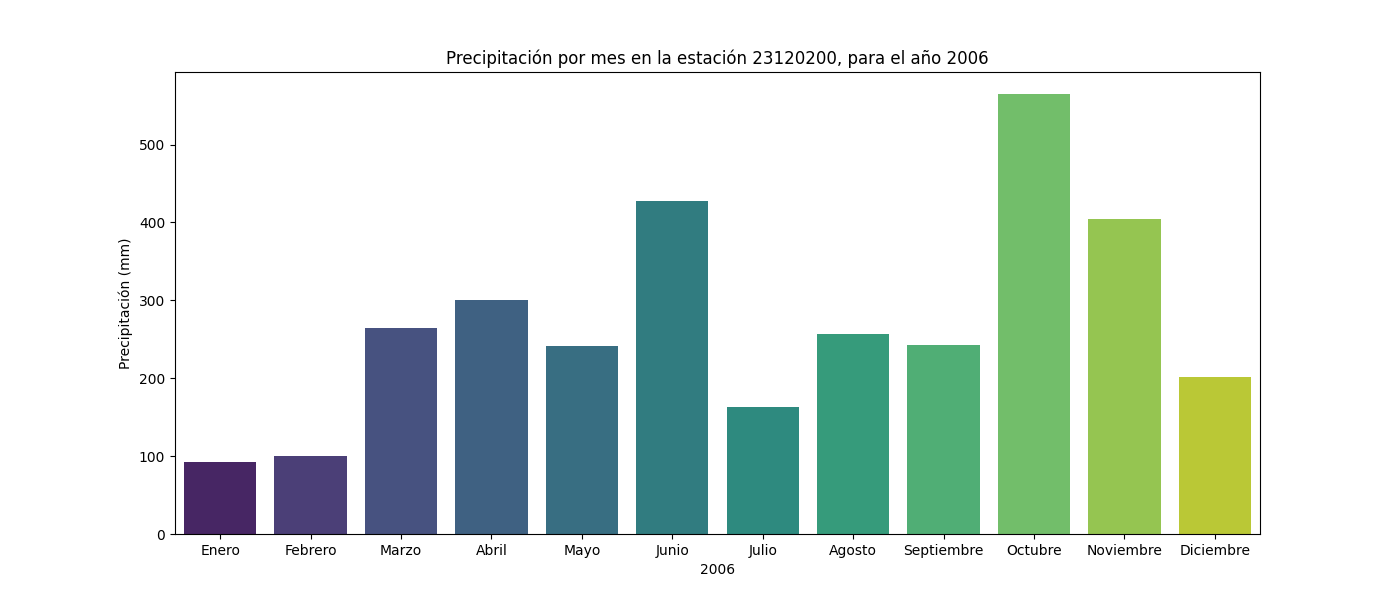 Precipitación por mes en la estación 23120200, para el año 2006
Precipitación (mm)
500
400
300
200
100
0
Enero Febrero Marzo Abril Mayo Junio Julio Agosto Septiembre Octubre Noviembre Diciembre
2006